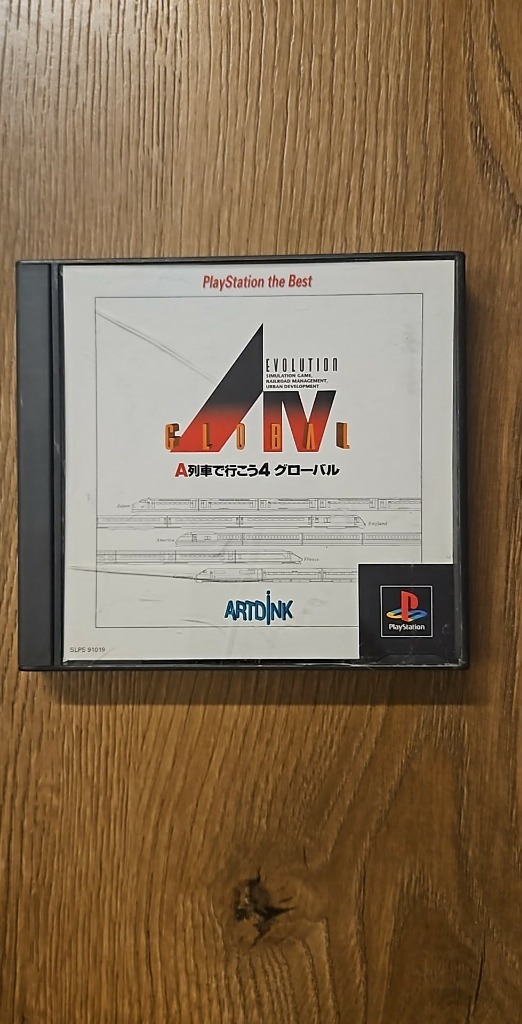 PlayStation the Best
AIV
EVOLUTION
SIMULATION GAME,
RAILROAD MANAGEMENT,
URBAN DEVELOPMENT
GLOBAL
A列車で行こう4 グローバル
Japan
England
America
France
ARTDINK
PlayStation
SLPS 91019